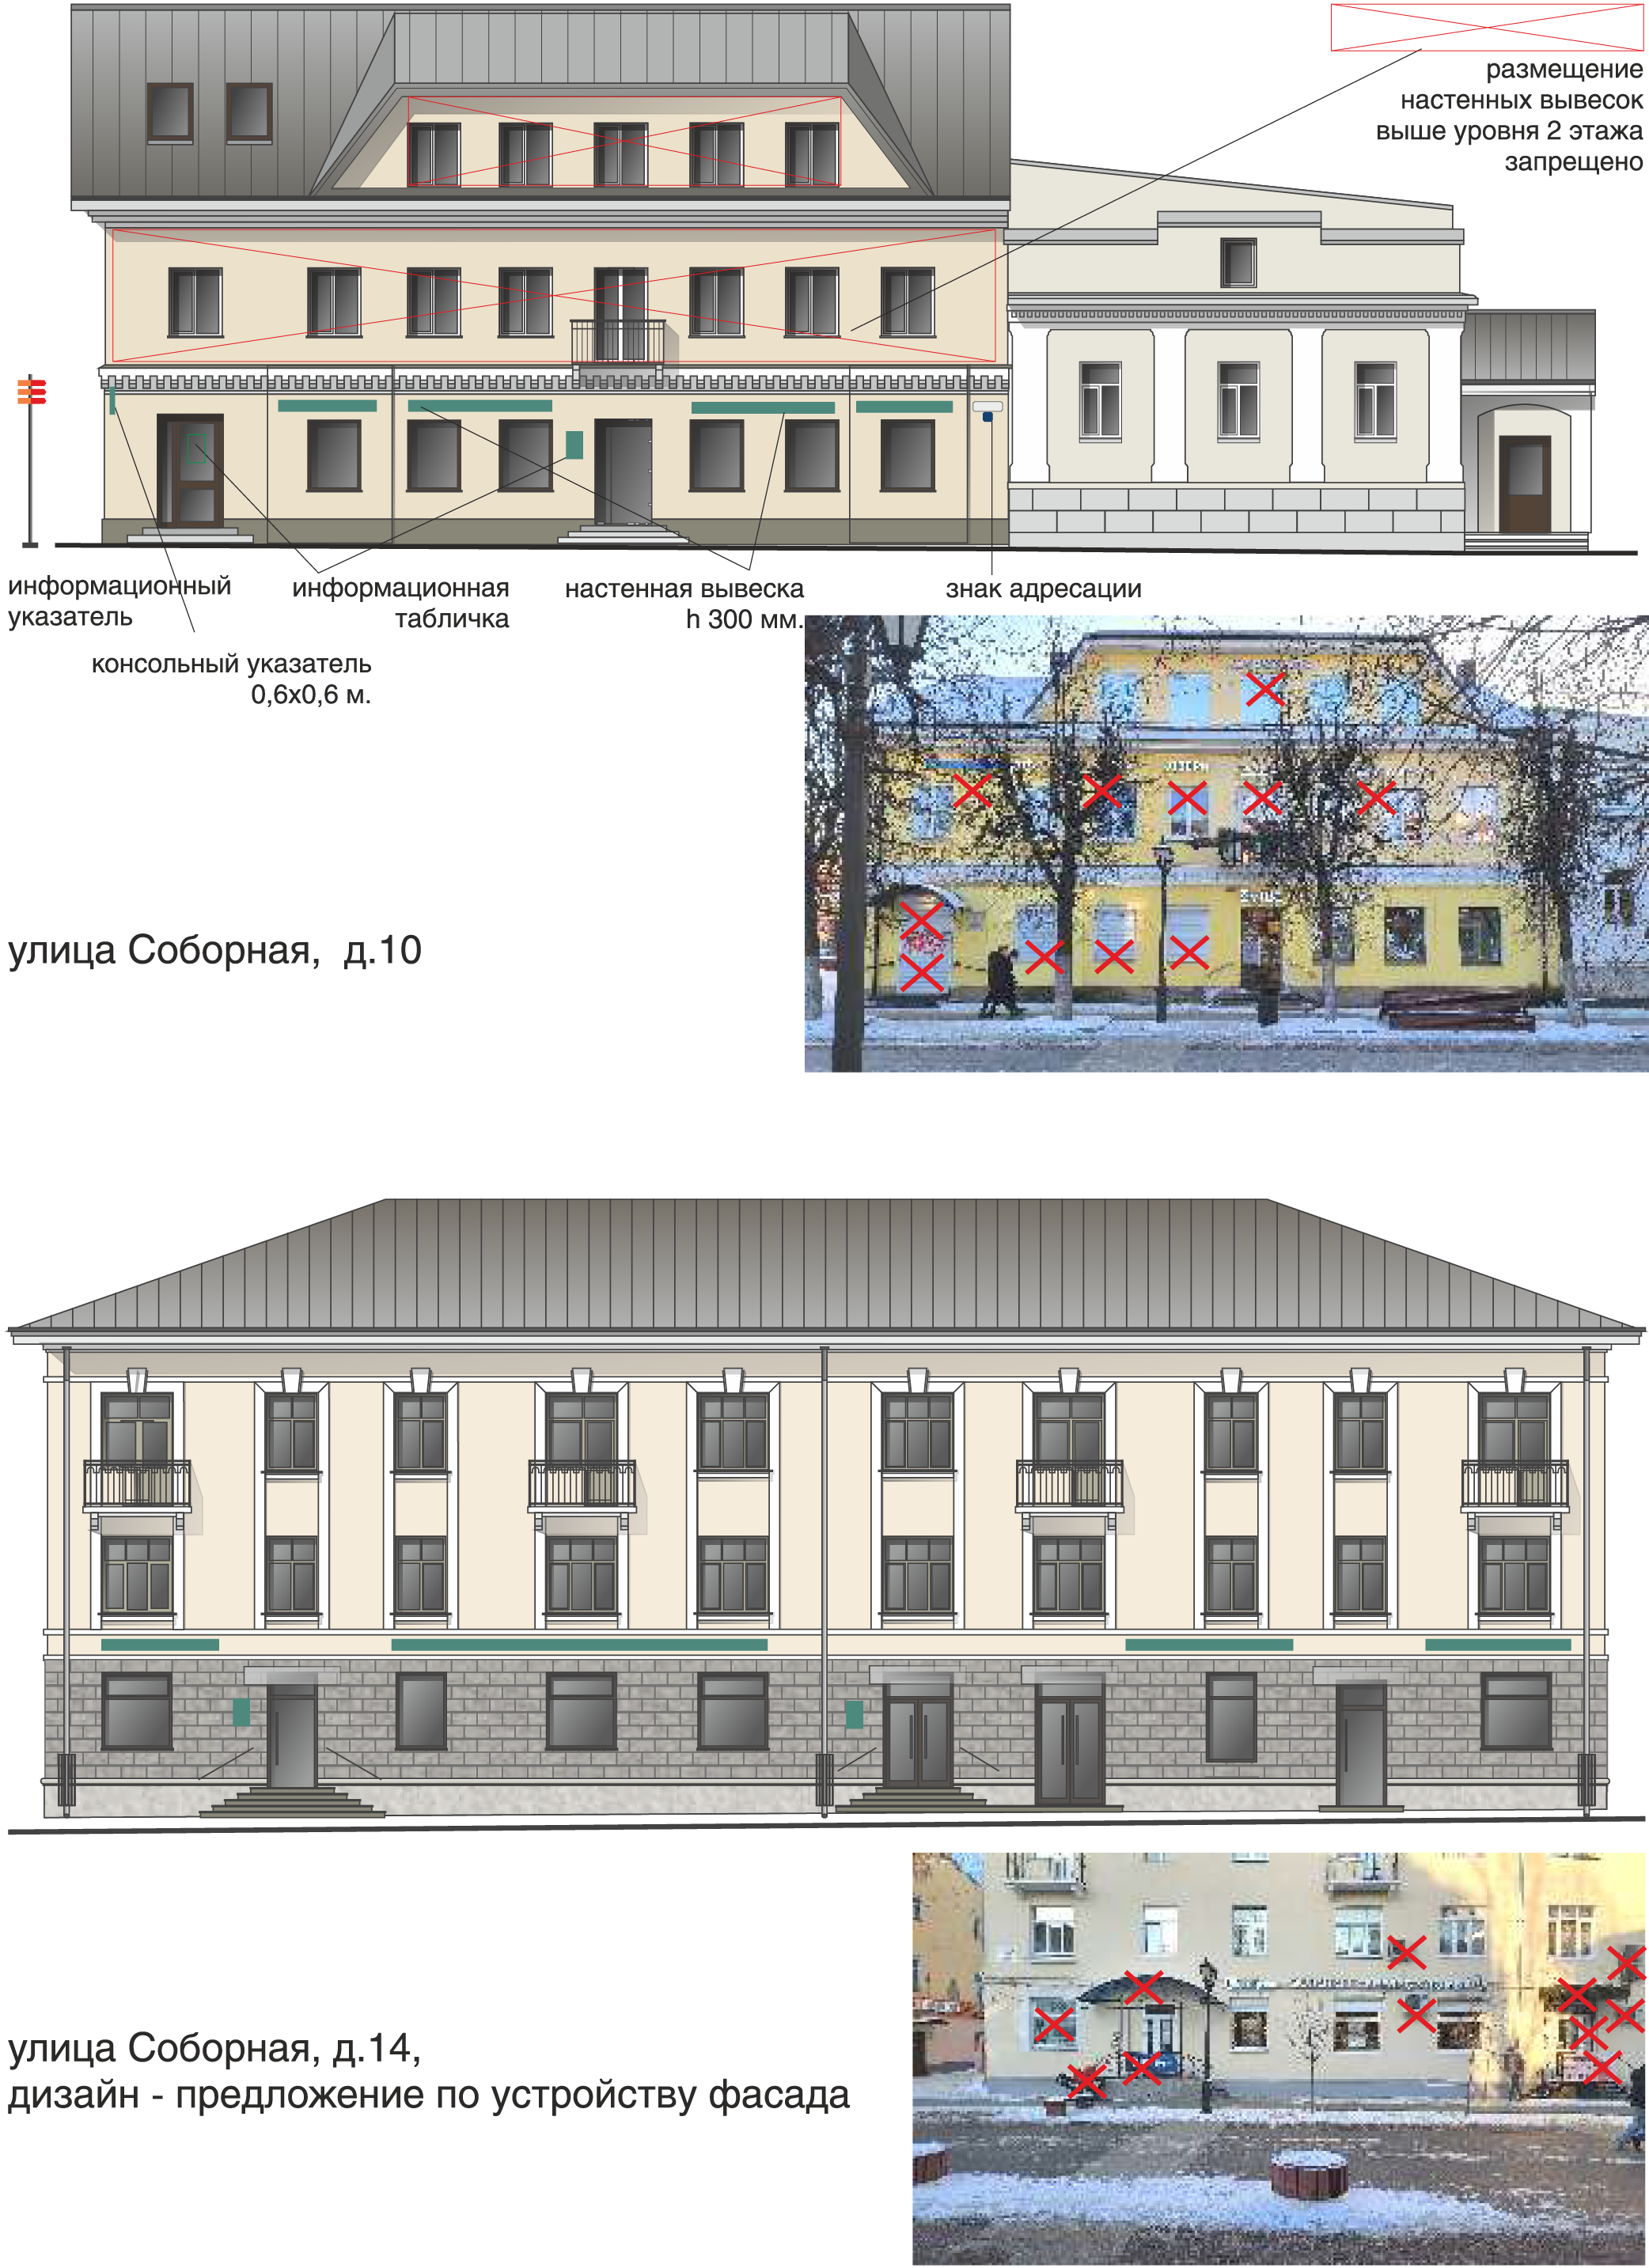 размещение
настенных вывесок
выше уровня 2 этажа
запрещено
информационный
указатель
информационная
табличка
настенная вывеска
h 300 мм.
знак адресации
консольный указатель
0,6х0,6 м.
улица Соборная, д.10
улица Соборная, д.14,
дизайн - предложение по устройству фасада